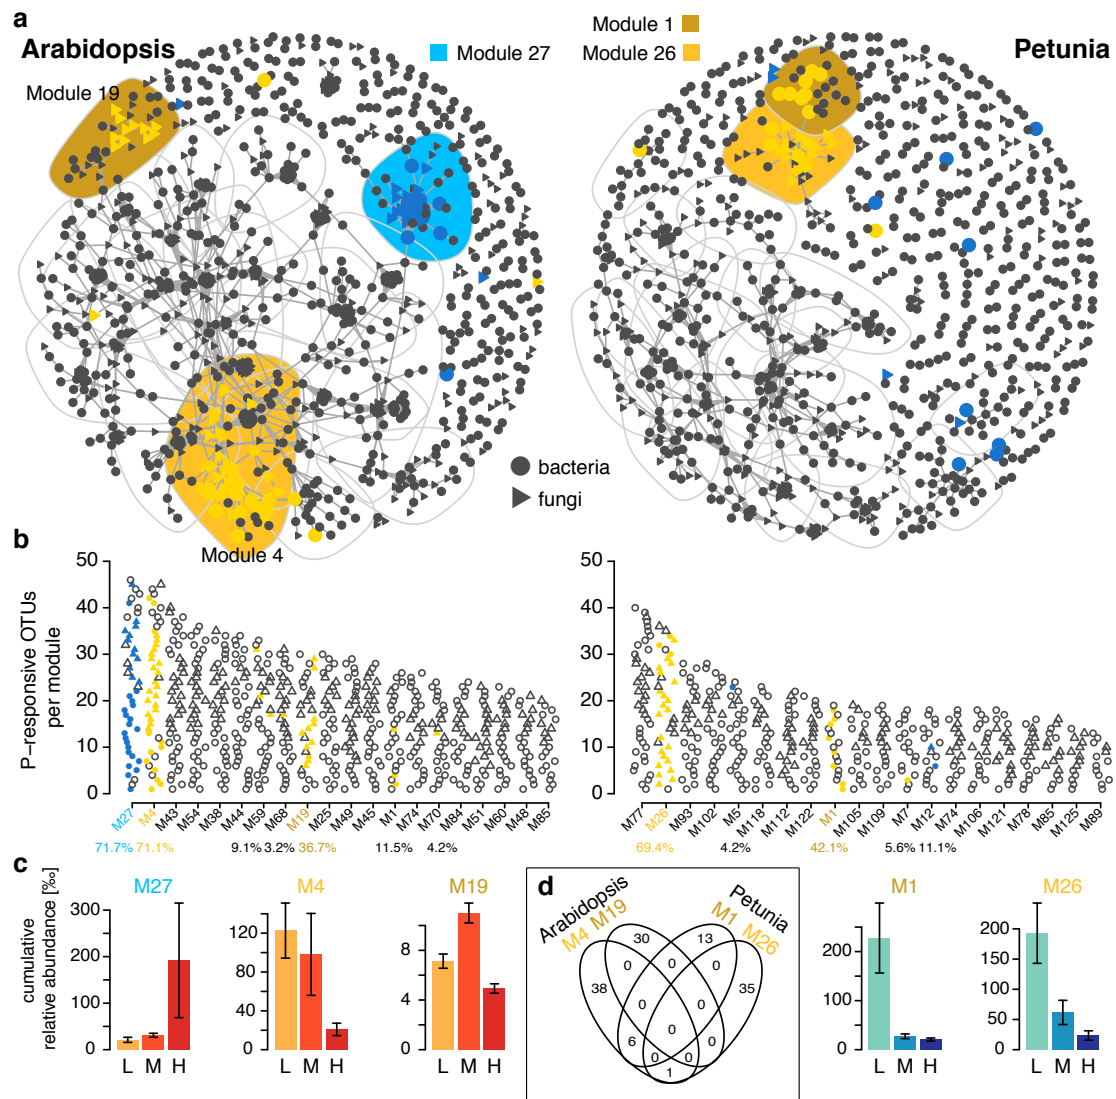 a
Arabidopsis
Module 27
Module 1
Module 26
Petunia
Module 19
bacteria
fungi
Module 4
b
P−responsive OTUs
per module
50
40
30
20
10
0
50
40
30
20
10
0
M27 M4 M43 M54 M38 M44 M59 M68 M19 M25 M49 M45 M1 M74 M70 M84 M51 M60 M48 M85
M77 M26 M93 M102 M5 M118 M112 M122 M1 M105 M109 M7 M12 M74 M106 M121 M78 M85 M125 M89
71.7% 71.1% 9.1% 3.2% 36.7% 11.5% 4.2%
69.4% 4.2% 42.1% 5.6% 11.1%
c
cumulative
relative abundance [‰]
M27
300
200
100
0
L M H
M4
120
80
40
0
L M H
M19
8
4
0
L M H
d
Arabidopsis
M4 M19
Petunia
M1 M26
30 13
0 0 0
38 35
0 0
0
6 0 0 0
1
M1
200
100
0
L M H
M26
200
150
100
50
0
L M H